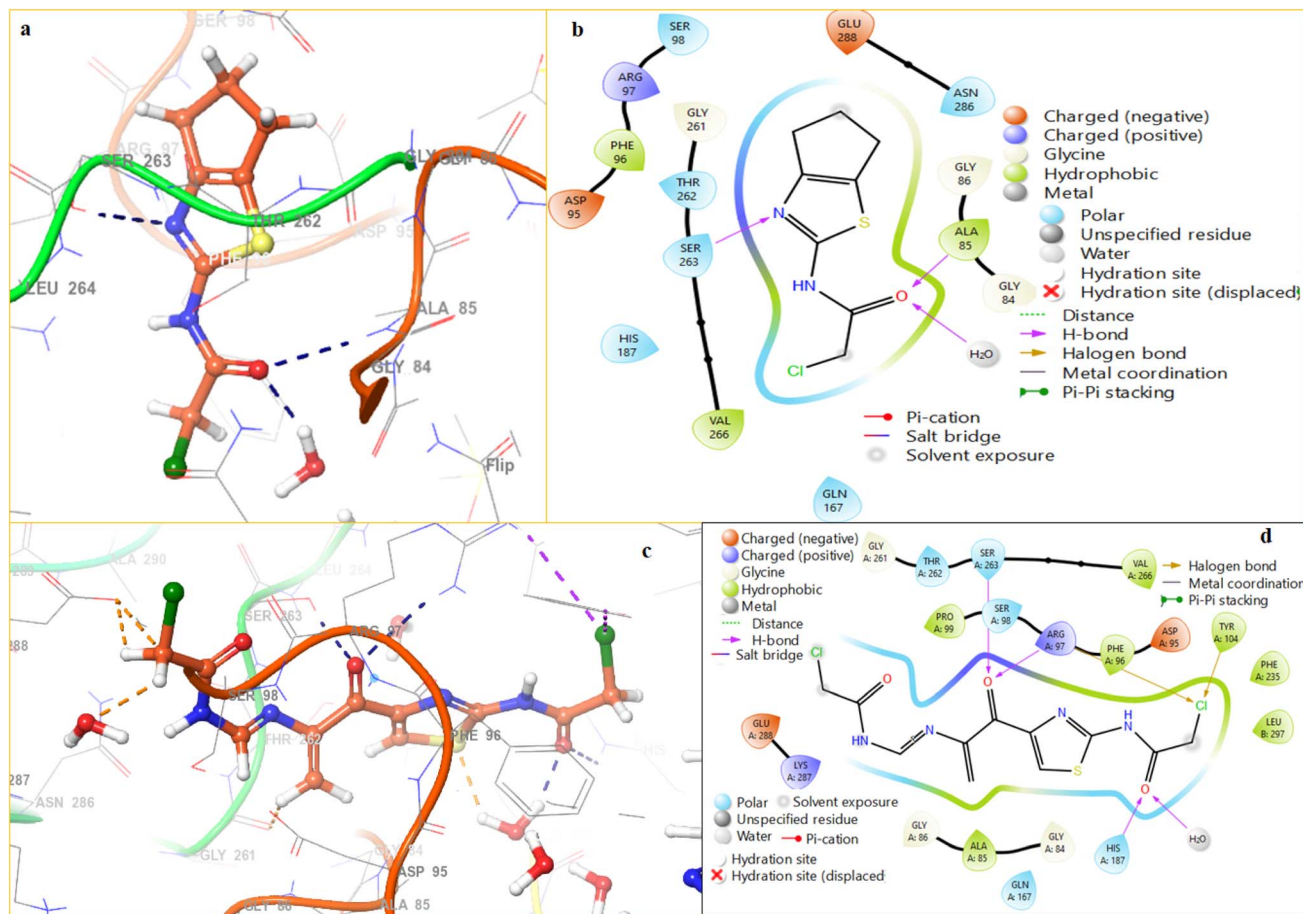 a
SER 98
ARG 97
SER 263
THR 262
ASP 95
LEU 264
ALA 85
GLY 84
Flip
b
SER
98
GLU
288
ARG
97
ASN
286
GLY
261
PHE
96
THR
262
ASP
95
SER
263
GLY
86
ALA
85
GLY
84
HIS
187
VAL
266
GLN
167
N
S
HN
O
Cl
H₂O
Charged (negative)
Charged (positive)
Glycine
Hydrophobic
Metal
Polar
Unspecified residue
Water
Hydration site
Hydration site (displaced)
Distance
H-bond
Halogen bond
Metal coordination
Pi-Pi stacking
Pi-cation
Salt bridge
Solvent exposure
c
ALA 290
289
LEU 264
SER 263
ARG 97
288
SER 98
THR 262
PHE 96
HIS
287
ASN 286
GLY 261
GLY 84
ASP 95
ALA 85
d
Charged (negative)
Charged (positive)
Glycine
Hydrophobic
Metal
Distance
H-bond
Salt bridge
Halogen bond
Metal coordination
Pi-Pi stacking
GLY
A: 261
THR
A: 262
SER
A: 263
VAL
A: 266
PRO
A: 99
SER
A: 98
ARG
A: 97
PHE
A: 96
ASP
A: 95
TYR
A: 104
PHE
A: 235
LEU
B: 297
GLU
A: 288
LYS
A: 287
GLY
A: 86
ALA
A: 85
GLY
A: 84
GLN
A: 167
HIS
A: 187
H₂O
Cl
O
HN
N
O
N
S
H
N
O
Cl
Polar
Solvent exposure
Unspecified residue
Water
Pi-cation
Hydration site
Hydration site (displaced